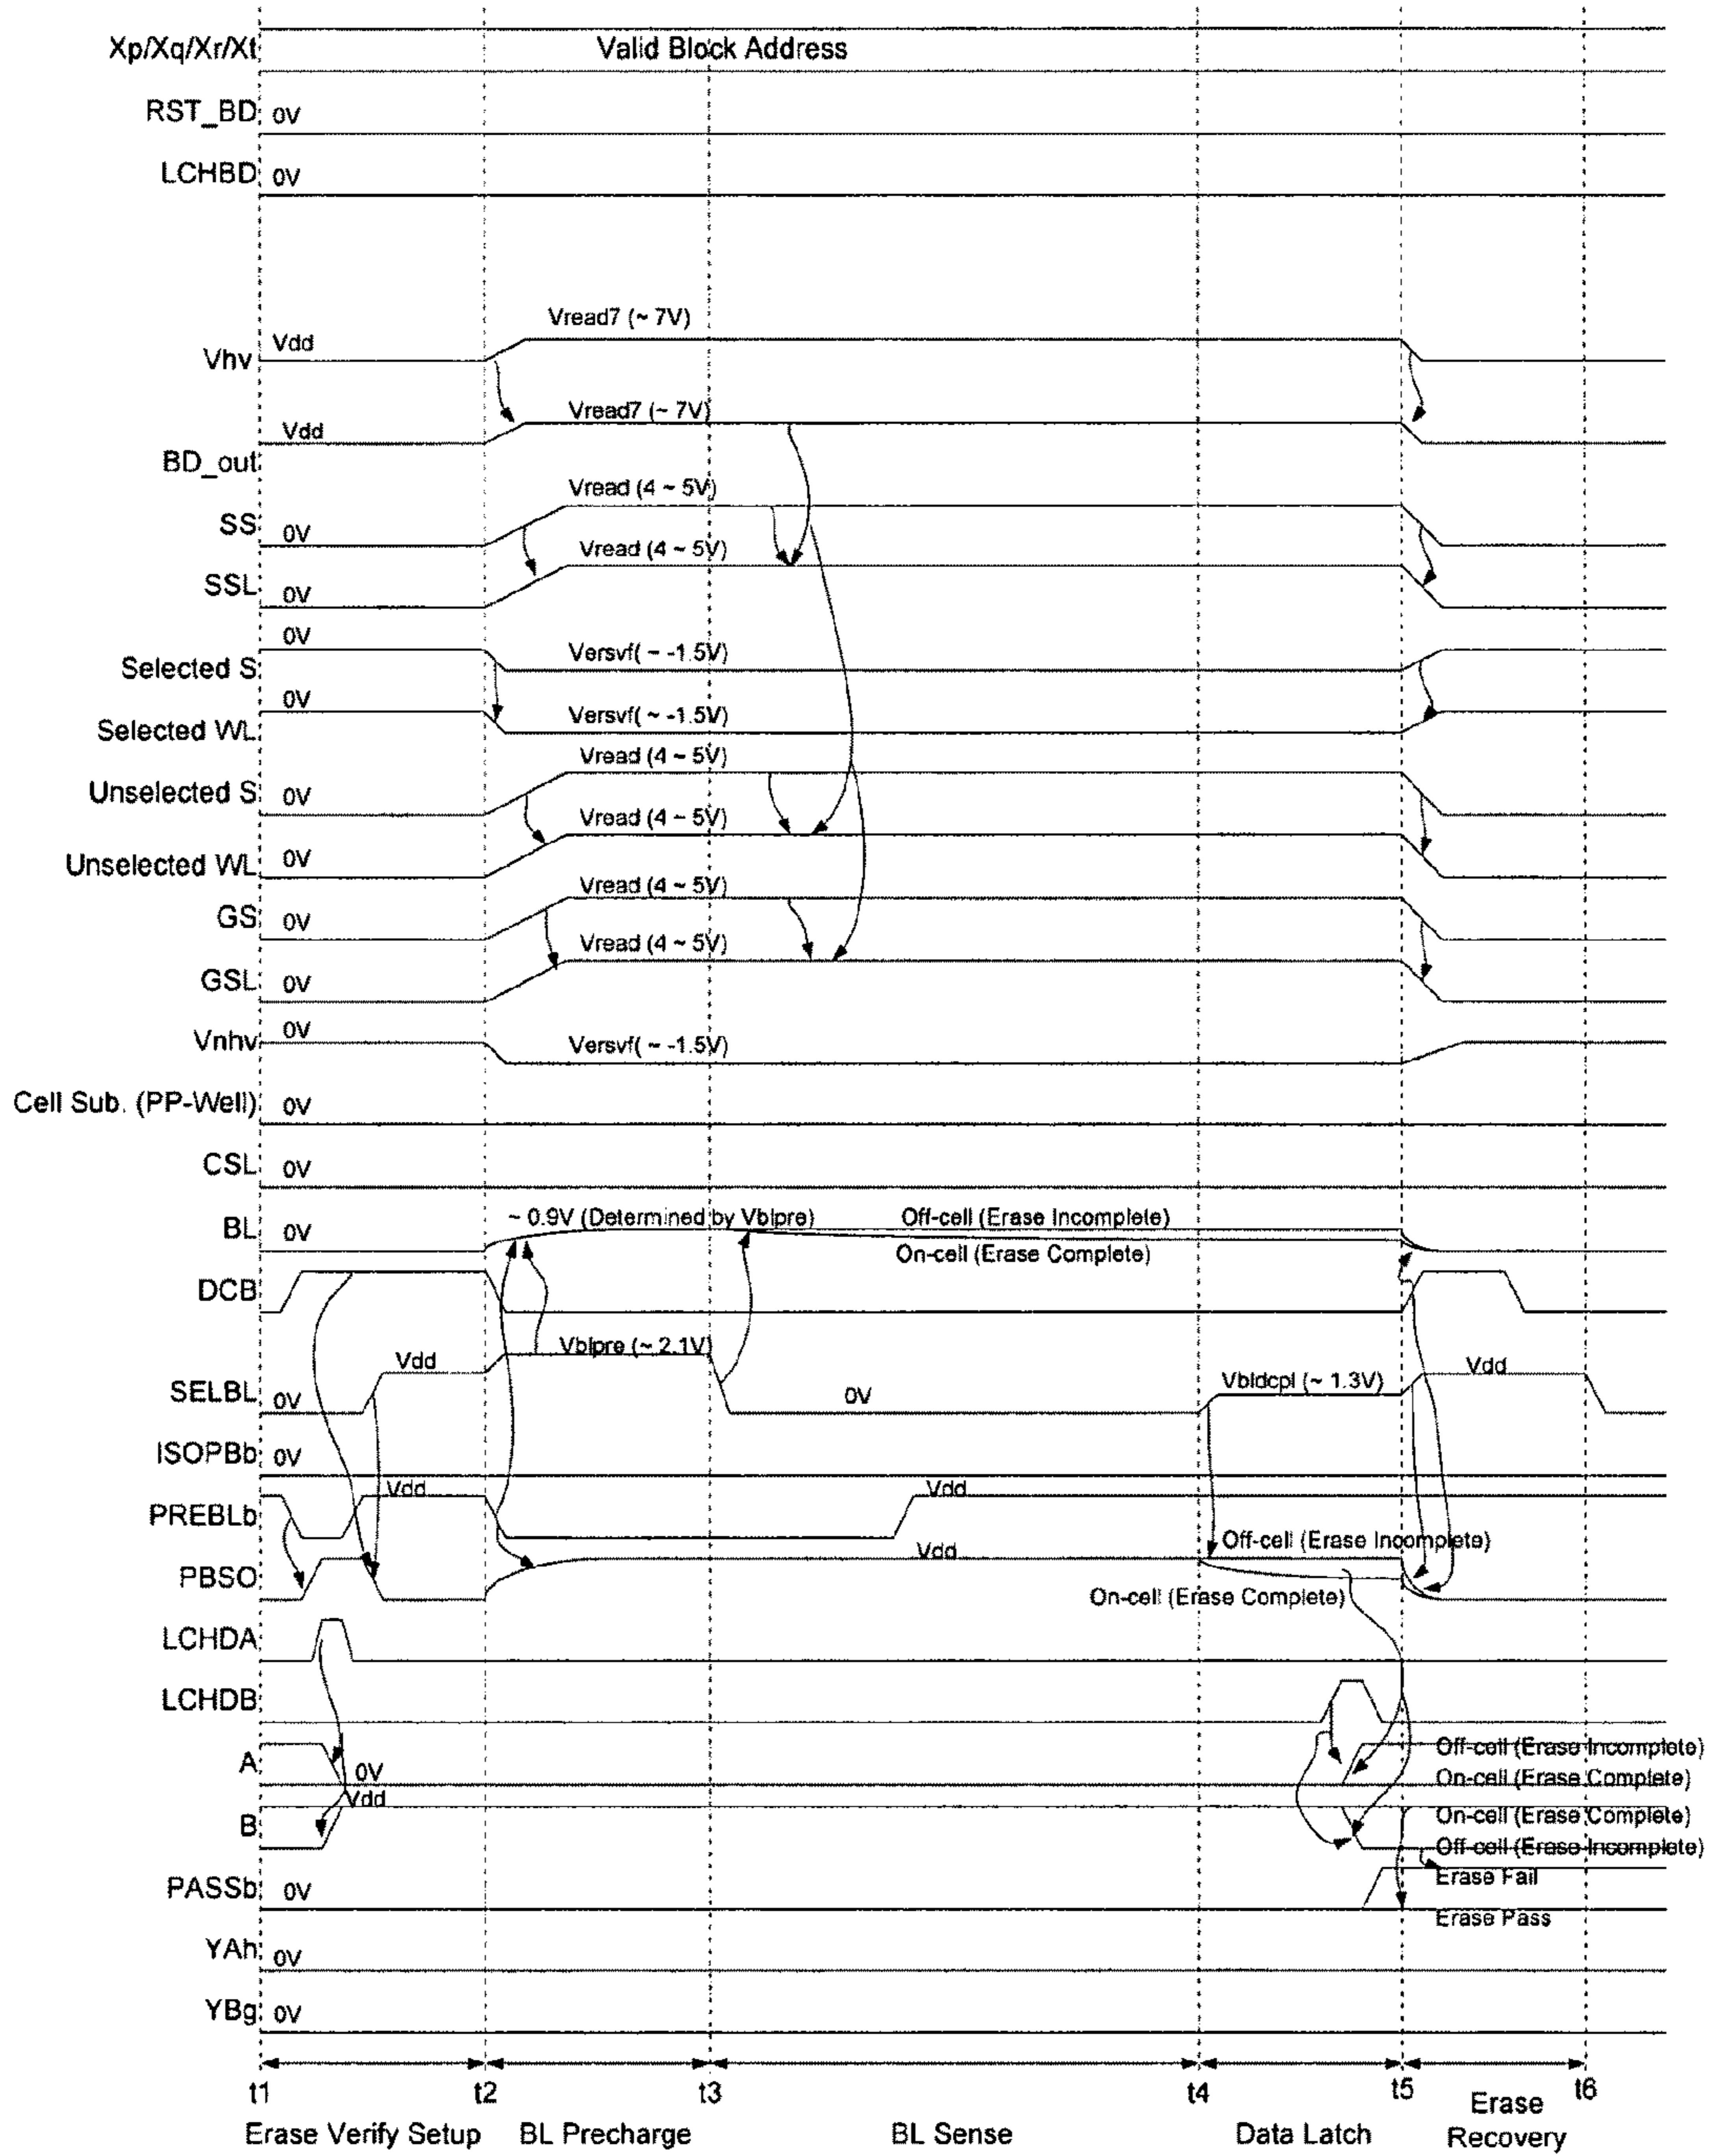 Xp/Xq/Xr/Xt Valid Block Address
RST_BD 0V
LCHBD 0V
Vread7 (~ 7V)
Vhv Vdd
Vread7 (~ 7V)
Vdd
BD_out
Vread (4 ~ 5V)
SS 0V
Vread (4 ~ 5V)
SSL 0V
0V
Selected S Versvf( ~ -1.5V)
0V
Selected WL Versvf( ~ -1.5V)
Vread (4 ~ 5V)
Unselected S 0V
Vread (4 ~ 5V)
Unselected WL 0V
Vread (4 ~ 5V)
GS 0V
Vread (4 ~ 5V)
GSL 0V
0V
Vnhv Versvf( ~ -1.5V)
Cell Sub. (PP-Well) 0V
CSL 0V
~ 0.9V (Determined by Vblpre) Off-cell (Erase Incomplete)
BL 0V
On-cell (Erase Complete)
DCB
Vblpre (~ 2.1V)
Vdd Vdd
Vbldcpl (~ 1.3V)
SELBL 0V 0V
ISOPBb 0V
Vdd Vdd
PREBLb
Off-cell (Erase Incomplete)
Vdd
PBSO
On-cell (Erase Complete)
LCHDA
LCHDB
Off-cell (Erase Incomplete)
A 0V
On-cell (Erase Complete)
Vdd
On-cell (Erase Complete)
B
Off-cell (Erase Incomplete)
Erase Fail
PASSb 0V
Erase Pass
YAh 0V
YBg 0V
t1 t2 t3 t4 t5 t6
Erase Verify Setup BL Precharge BL Sense Data Latch Erase
Recovery